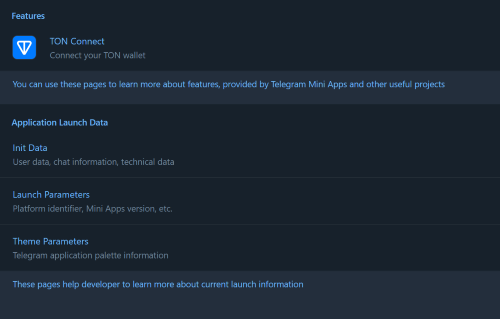 Features
TON Connect
Connect your TON wallet
You can use these pages to learn more about features, provided by Telegram Mini Apps and other useful projects
Application Launch Data
Init Data
User data, chat information, technical data
Launch Parameters
Platform identifier, Mini Apps version, etc.
Theme Parameters
Telegram application palette information
These pages help developer to learn more about current launch information